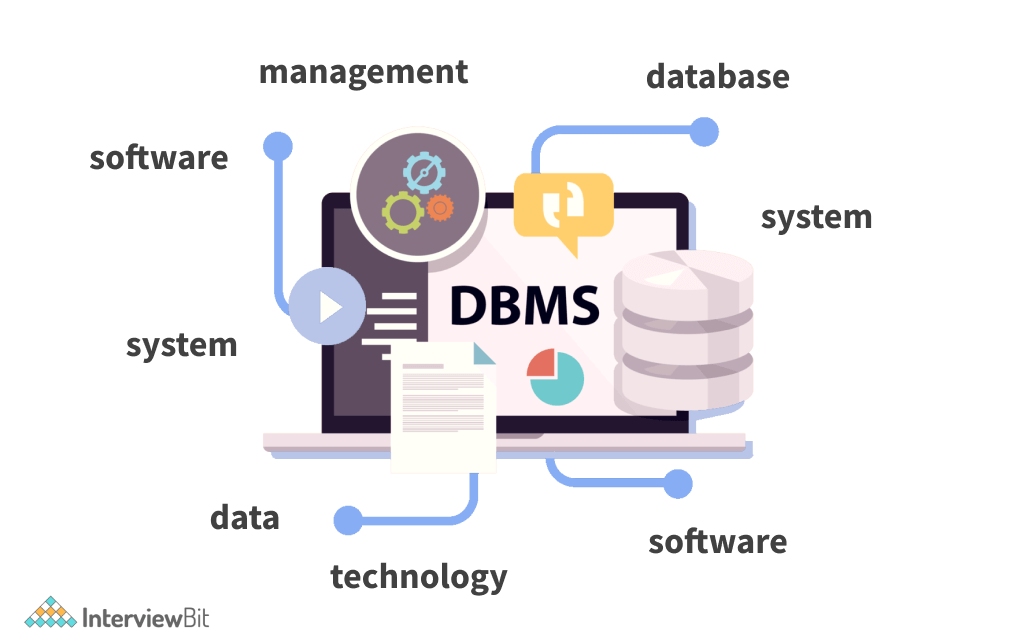 management
database
software
system
DBMS
system
data
software
technology
InterviewBit